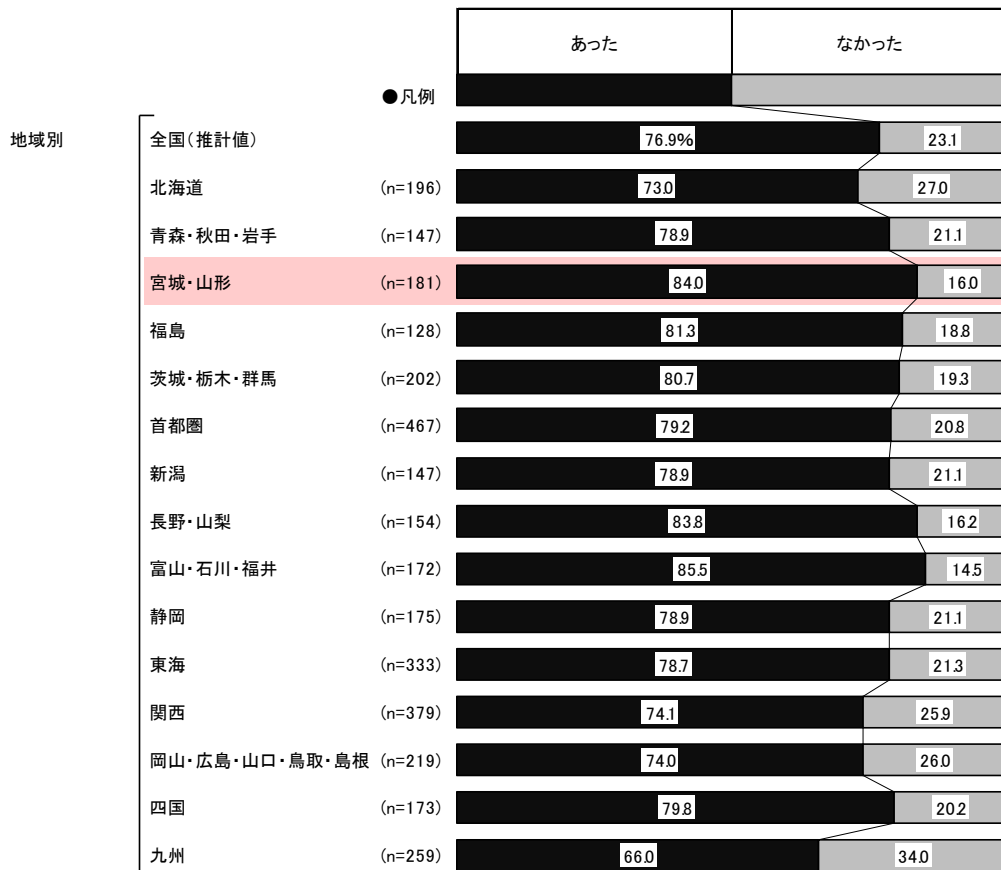 あった なかった
●凡例
地域別 全国(推計値) 76.9% 23.1
北海道 (n=196) 73.0 27.0
青森・秋田・岩手 (n=147) 78.9 21.1
宮城・山形 (n=181) 84.0 16.0
福島 (n=128) 81.3 18.8
茨城・栃木・群馬 (n=202) 80.7 19.3
首都圏 (n=467) 79.2 20.8
新潟 (n=147) 78.9 21.1
長野・山梨 (n=154) 83.8 16.2
富山・石川・福井 (n=172) 85.5 14.5
静岡 (n=175) 78.9 21.1
東海 (n=333) 78.7 21.3
関西 (n=379) 74.1 25.9
岡山・広島・山口・鳥取・島根 (n=219) 74.0 26.0
四国 (n=173) 79.8 20.2
九州 (n=259) 66.0 34.0